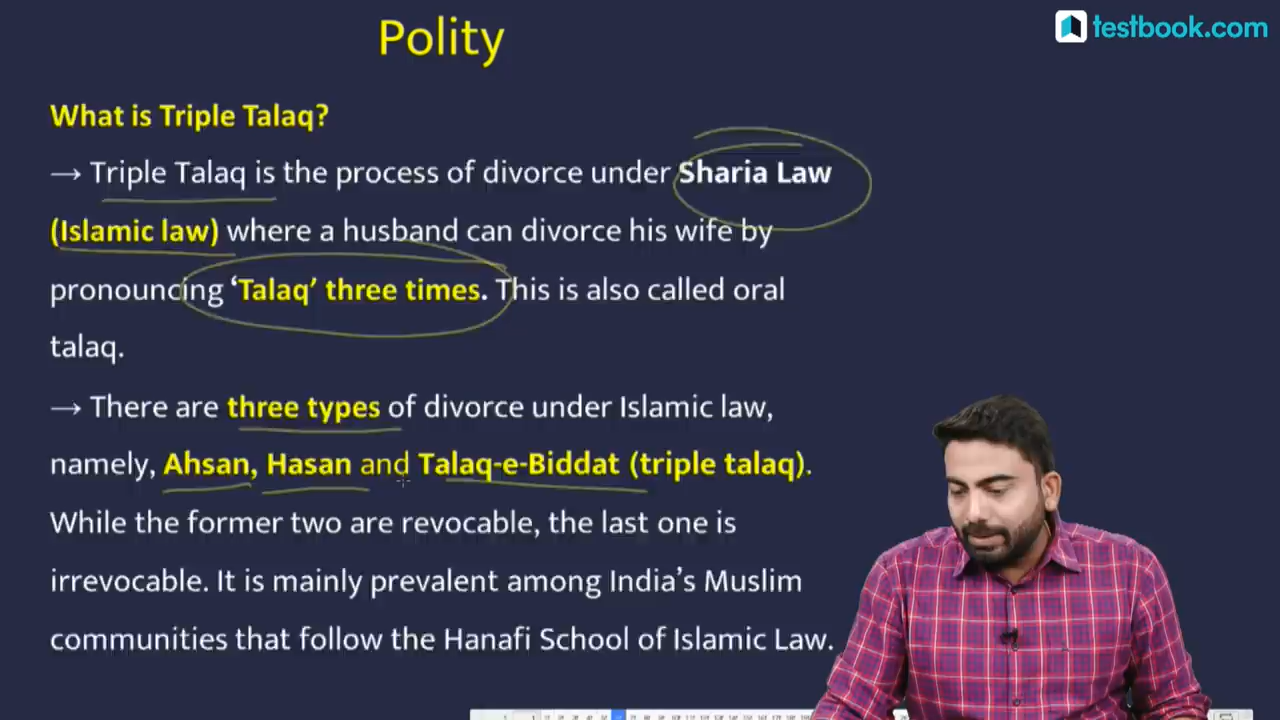 Polity
testbook.com
What is Triple Talaq?
→ Triple Talaq is the process of divorce under Sharia Law
(Islamic law) where a husband can divorce his wife by
pronouncing ‘Talaq’ three times. This is also called oral
talaq.
→ There are three types of divorce under Islamic law,
namely, Ahsan, Hasan and Talaq-e-Biddat (triple talaq).
While the former two are revocable, the last one is
irrevocable. It is mainly prevalent among India’s Muslim
communities that follow the Hanafi School of Islamic Law.